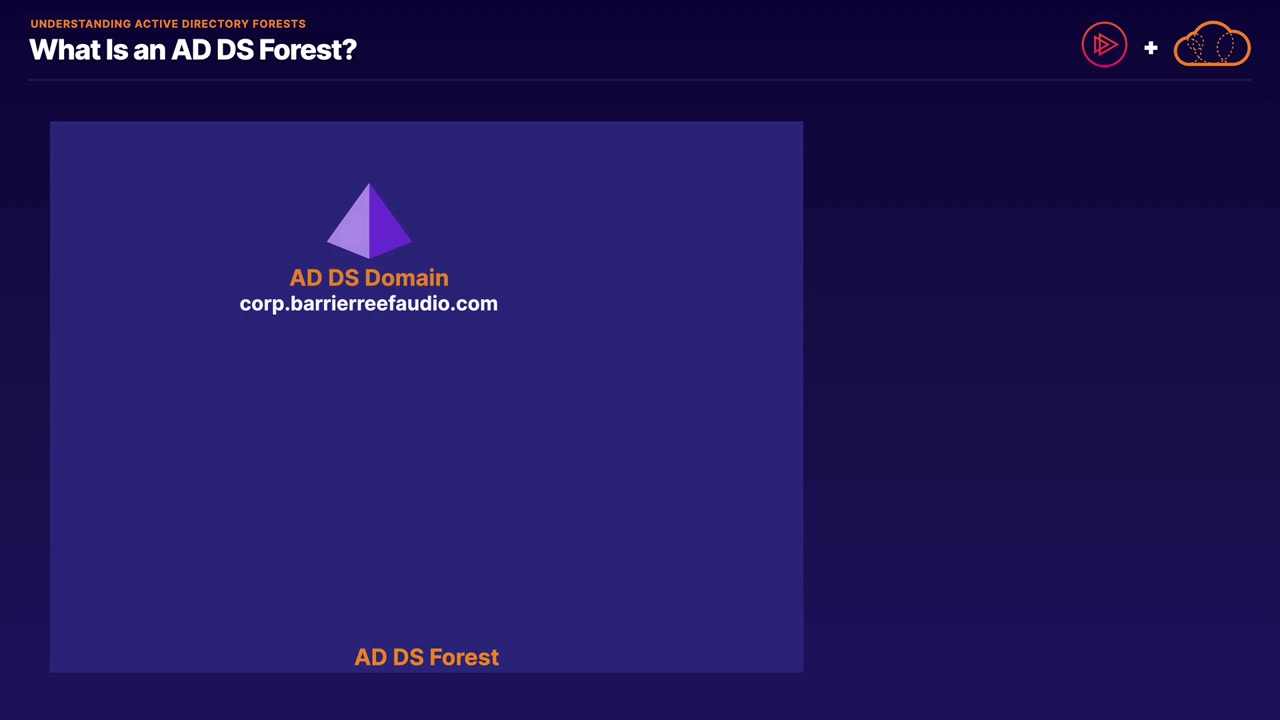 UNDERSTANDING ACTIVE DIRECTORY FORESTS
What Is an AD DS Forest?
+
AD DS Domain
corp.barrierreefaudio.com
AD DS Forest